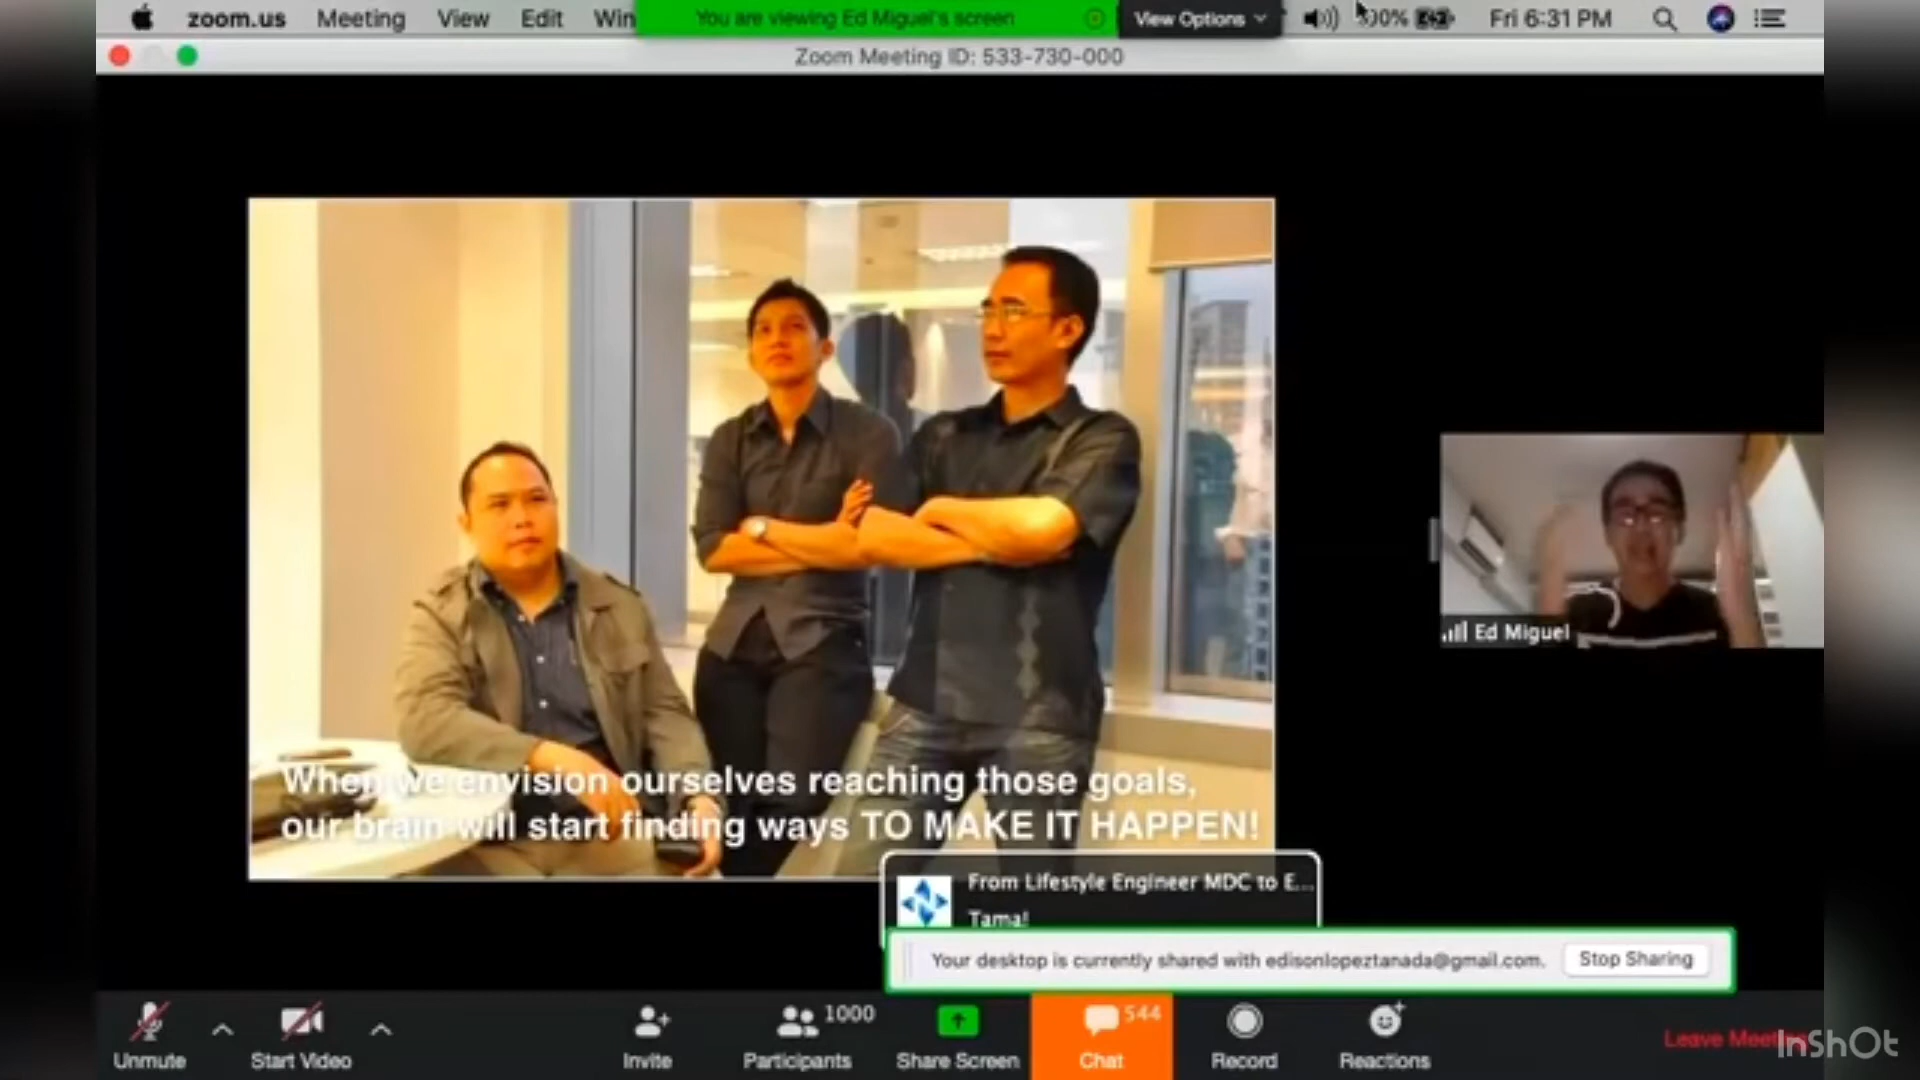 zoom.us Meeting View Edit Win
You are viewing Ed Miguel's screen
View Options
Fri 6:31 PM
Zoom Meeting ID: 533-730-000
Ed Miguel
When we envision ourselves reaching those goals,
our brain will start finding ways TO MAKE IT HAPPEN!
From Lifestyle Engineer MDC to E...
Tama!
Your desktop is currently shared with edisonlopeztanada@gmail.com.
Stop Sharing
Unmute
Start Video
Invite
1000
Participants
Share Screen
544
Chat
Record
Reactions
Leave
InShOt